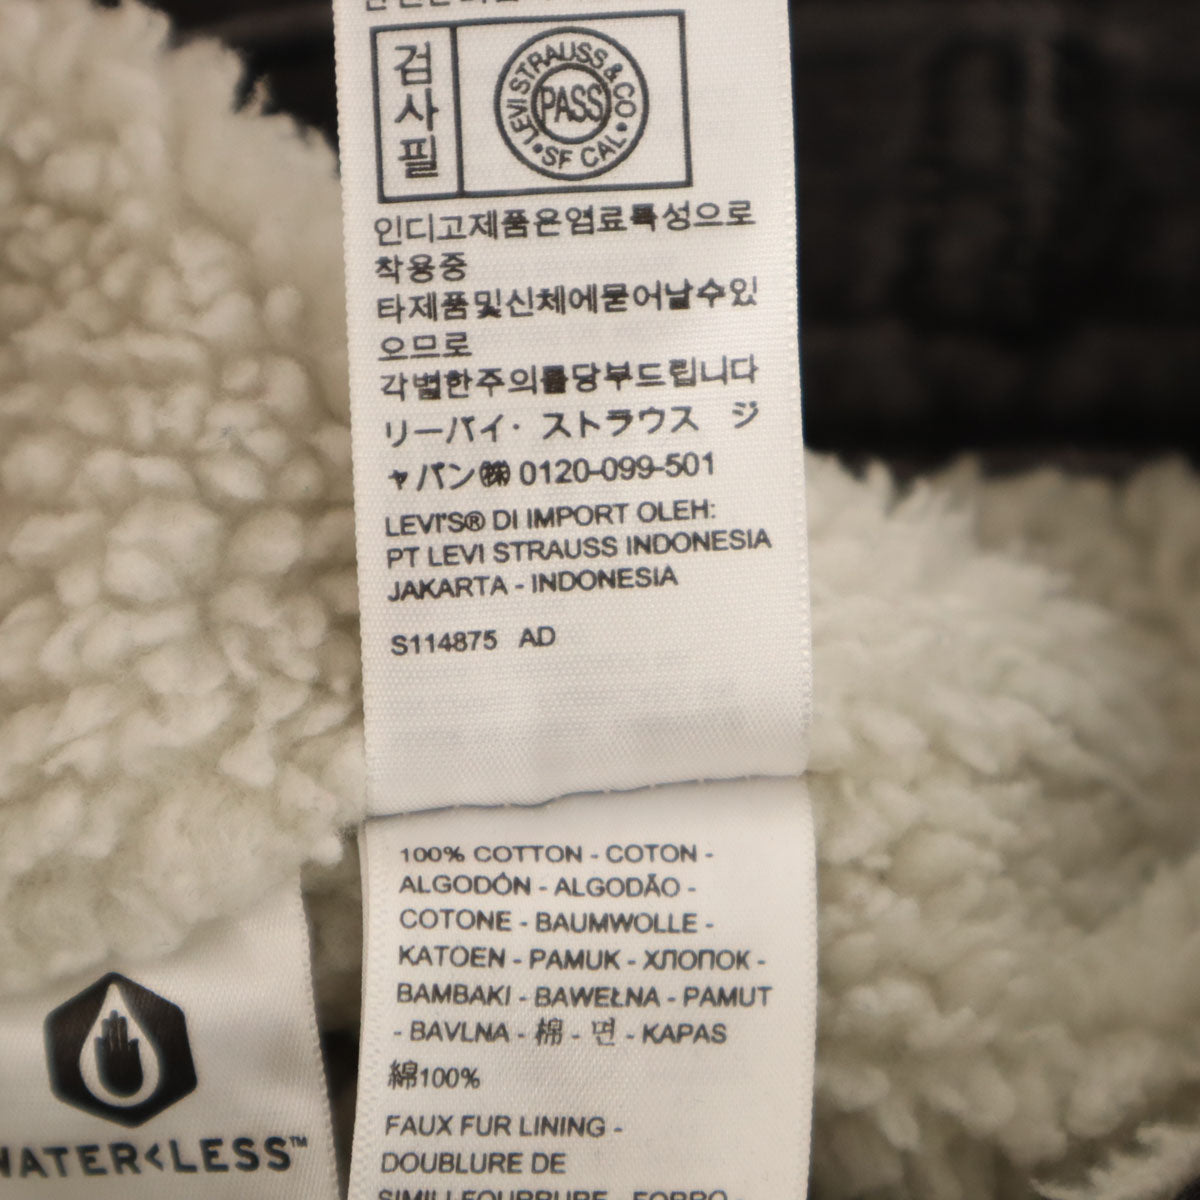 검사필
LEVI STRAUSS & CO
PASS
SF CAL
인디고제품은염료특성으로
착용중
타제품및신체에묻어날수있
으므로
각별한주의를당부드립니다
リーバイ・ ストラウス ジ
ャパン㈱ 0120-099-501
LEVI'S® DI IMPORT OLEH:
PT LEVI STRAUSS INDONESIA
JAKARTA - INDONESIA
S114875 AD
100% COTTON - COTON -
ALGODÓN - ALGODÃO -
COTONE - BAUMWOLLE -
KATOEN - PAMUK - ХЛОПОК -
BAMBAKI - BAWEŁNA - PAMUT
- BAVLNA - 棉 - 면 - KAPAS
綿100%
FAUX FUR LINING -
DOUBLURE DE
SIMILI FOURRURE - FORRO
WATER<LESS™